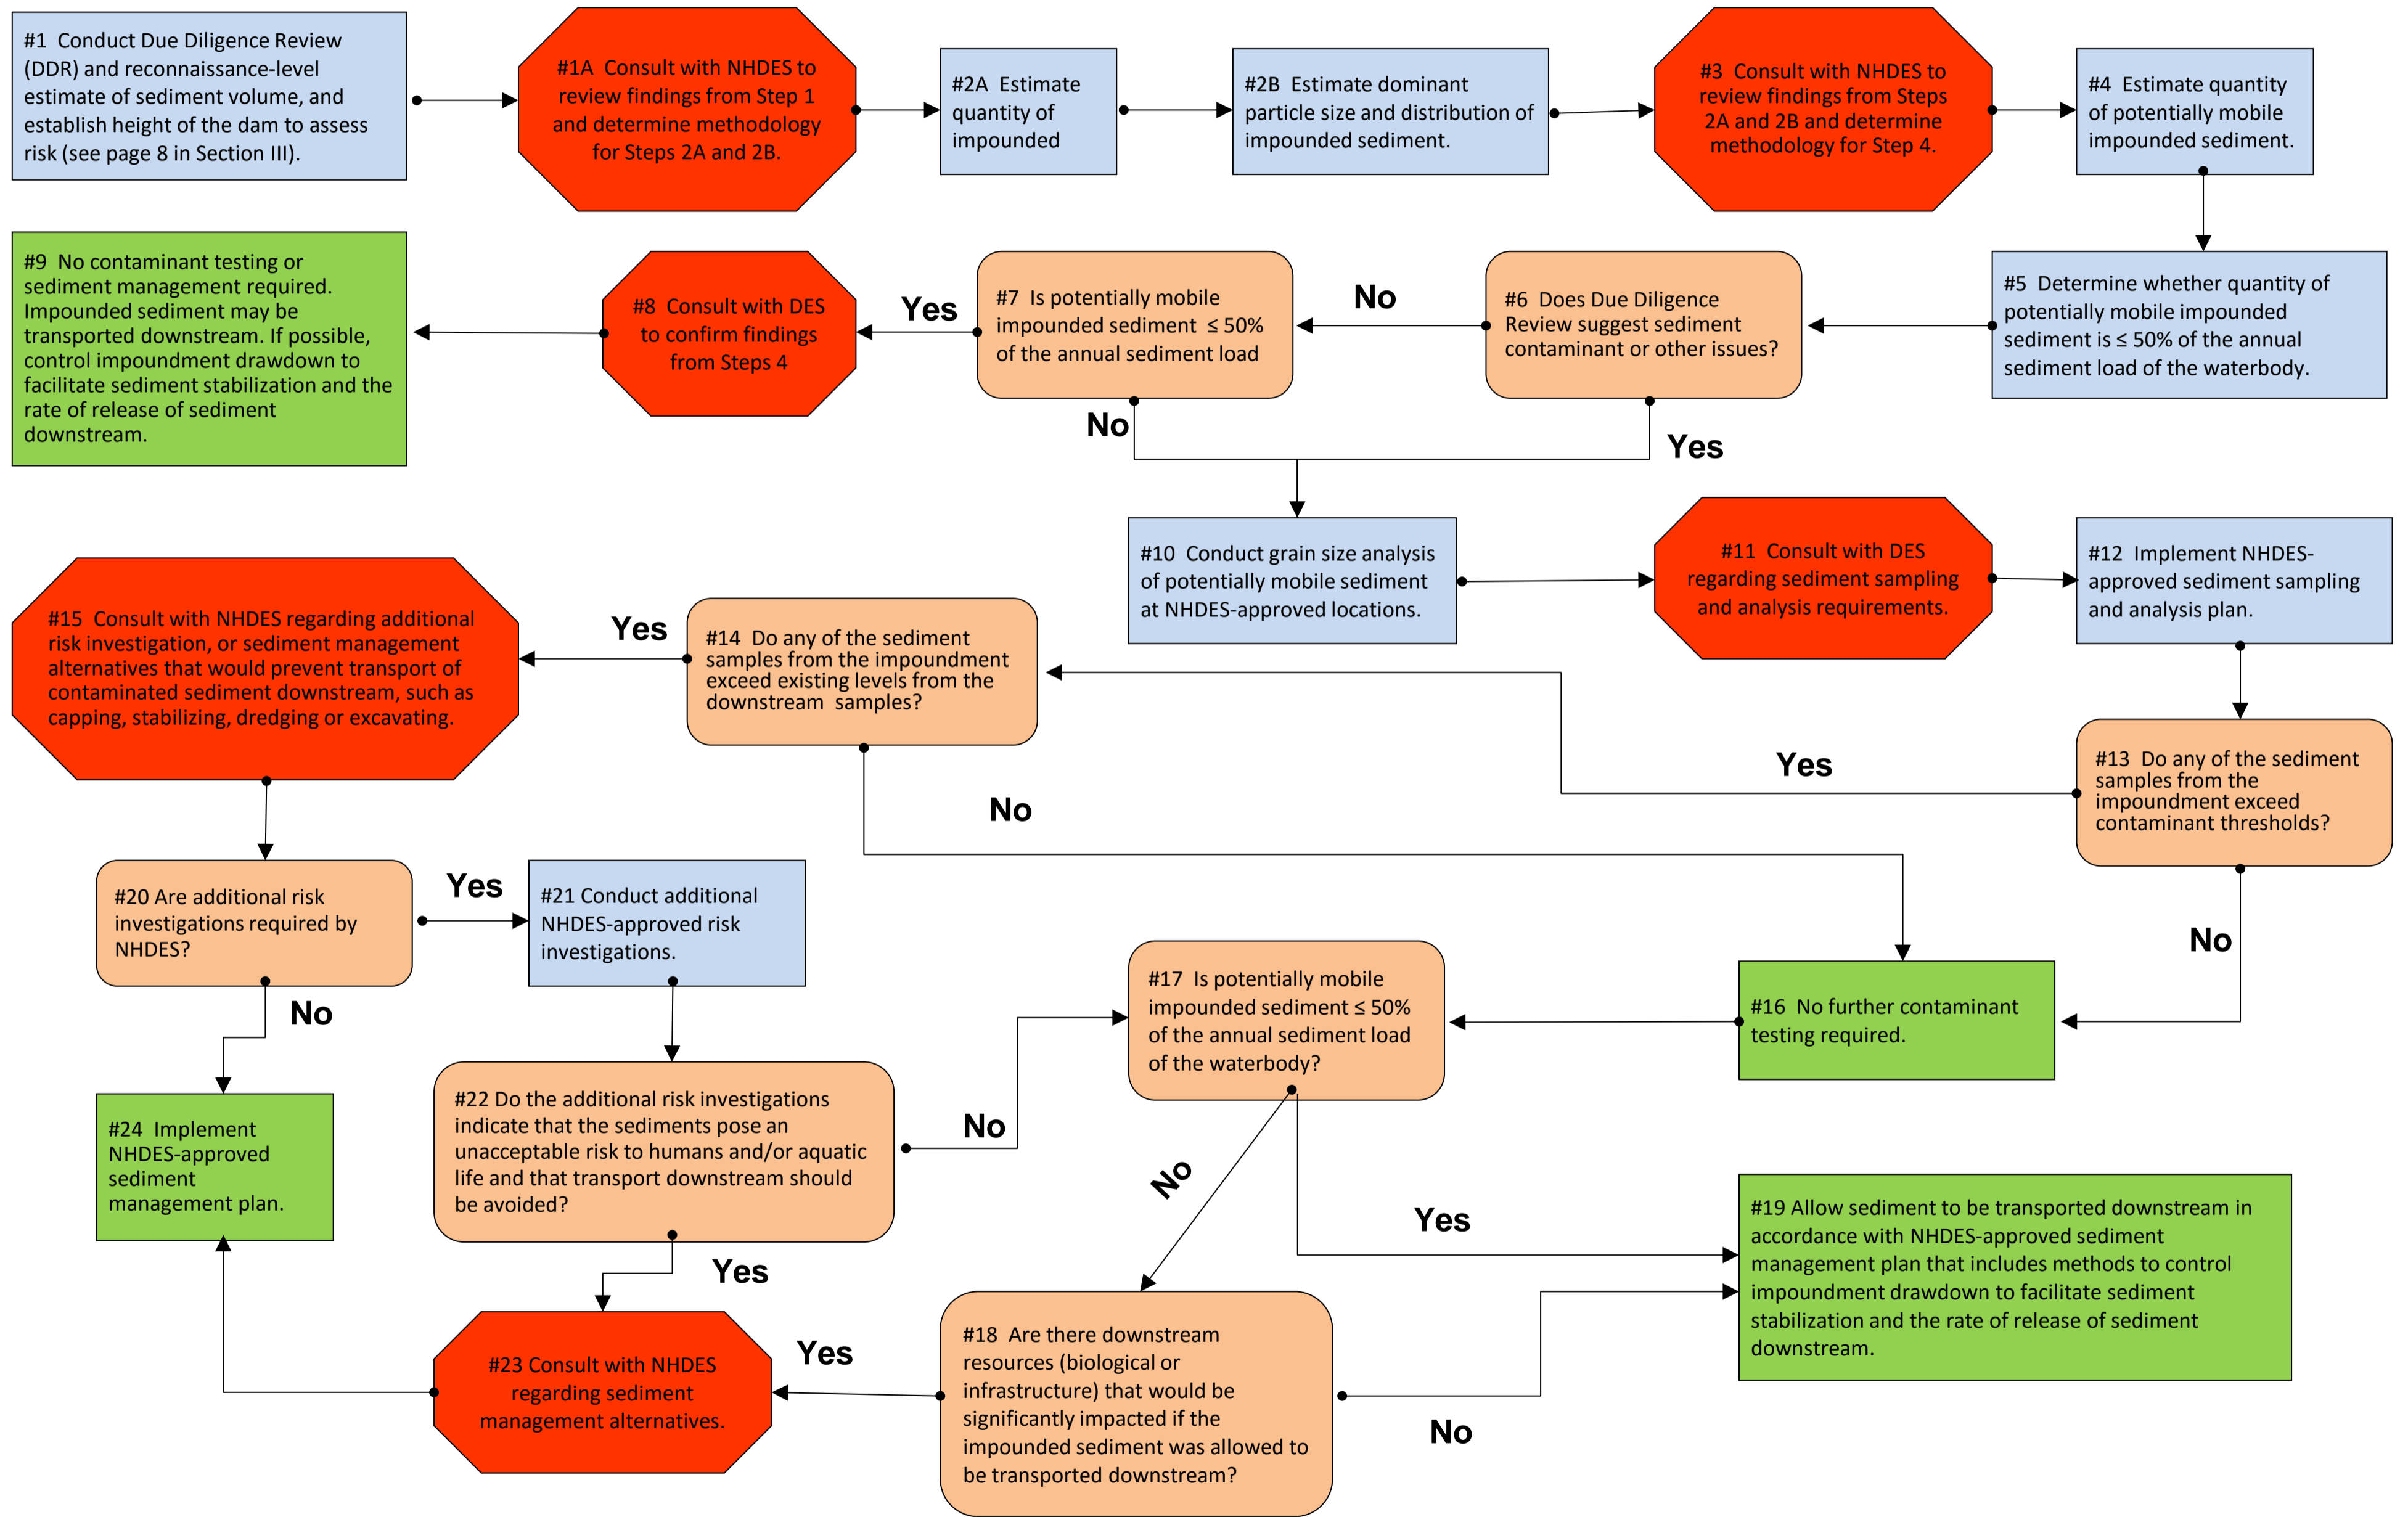 #1  Conduct Due Diligence Review
(DDR) and reconnaissance-level
estimate of sediment volume, and
establish height of the dam to assess
risk (see page 8 in Section III).
#1A  Consult with NHDES to
review findings from Step 1
and determine methodology
for Steps 2A and 2B.
#2A  Estimate
quantity of
impounded
#2B  Estimate dominant
particle size and distribution of
impounded sediment.
#3  Consult with NHDES to
review findings from Steps
2A and 2B and determine
methodology for Step 4.
#4  Estimate quantity
of potentially mobile
impounded sediment.
#5  Determine whether quantity of
potentially mobile impounded
sediment is ≤ 50% of the annual
sediment load of the waterbody.
#6  Does Due Diligence
Review suggest sediment
contaminant or other issues?
No
Yes
#7  Is potentially mobile
impounded sediment  ≤ 50%
of the annual sediment load
Yes
No
#8  Consult with DES
to confirm findings
from Steps 4
#9  No contaminant testing or
sediment management required.
Impounded sediment may be
transported downstream. If possible,
control impoundment drawdown to
facilitate sediment stabilization and the
rate of release of sediment
downstream.
#10  Conduct grain size analysis
of potentially mobile sediment
at NHDES-approved locations.
#11  Consult with DES
regarding sediment sampling
and analysis requirements.
#12  Implement NHDES-
approved sediment sampling
and analysis plan.
#13  Do any of the sediment
samples from the
impoundment exceed
contaminant thresholds?
Yes
No
#14  Do any of the sediment
samples from the impoundment
exceed existing levels from the
downstream  samples?
Yes
No
#15  Consult with NHDES regarding additional
risk investigation, or sediment management
alternatives that would prevent transport of
contaminated sediment downstream, such as
capping, stabilizing, dredging or excavating.
#16  No further contaminant
testing required.
#17  Is potentially mobile
impounded sediment ≤ 50%
of the annual sediment load
of the waterbody?
No
Yes
#18  Are there downstream
resources (biological or
infrastructure) that would be
significantly impacted if the
impounded sediment was allowed to
be transported downstream?
Yes
No
#19 Allow sediment to be transported downstream in
accordance with NHDES-approved sediment
management plan that includes methods to control
impoundment drawdown to facilitate sediment
stabilization and the rate of release of sediment
downstream.
#20 Are additional risk
investigations required by
NHDES?
Yes
No
#21 Conduct additional
NHDES-approved risk
investigations.
#22 Do the additional risk investigations
indicate that the sediments pose an
unacceptable risk to humans and/or aquatic
life and that transport downstream should
be avoided?
No
Yes
#23 Consult with NHDES
regarding sediment
management alternatives.
#24  Implement
NHDES-approved
sediment
management plan.